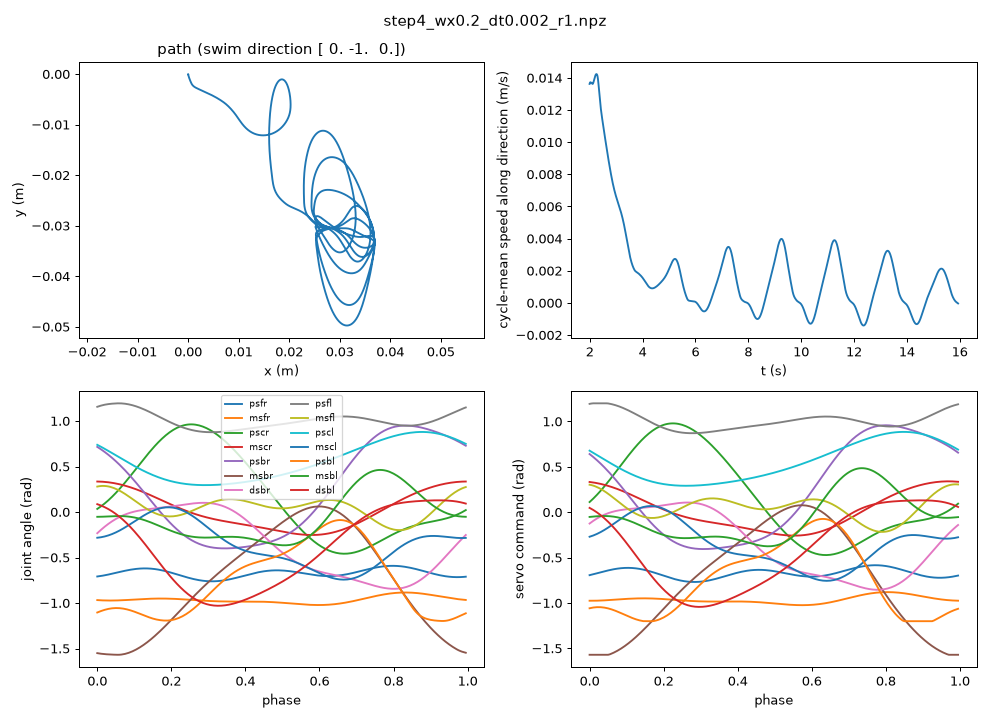 step4_wx0.2_dt0.002_r1.npz
path (swim direction [ 0. -1.  0.])
0.00
−0.01
−0.02
−0.03
−0.04
−0.05
y (m)
−0.02 −0.01 0.00 0.01 0.02 0.03 0.04 0.05
x (m)
0.014
0.012
0.010
0.008
0.006
0.004
0.002
0.000
−0.002
cycle-mean speed along direction (m/s)
2 4 6 8 10 12 14 16
t (s)
1.0
0.5
0.0
−0.5
−1.0
−1.5
joint angle (rad)
psfr psfl
msfr msfl
pscr pscl
mscr mscl
psbr psbl
msbr msbl
dsbr dsbl
0.0 0.2 0.4 0.6 0.8 1.0
phase
1.0
0.5
0.0
−0.5
−1.0
−1.5
servo command (rad)
0.0 0.2 0.4 0.6 0.8 1.0
phase